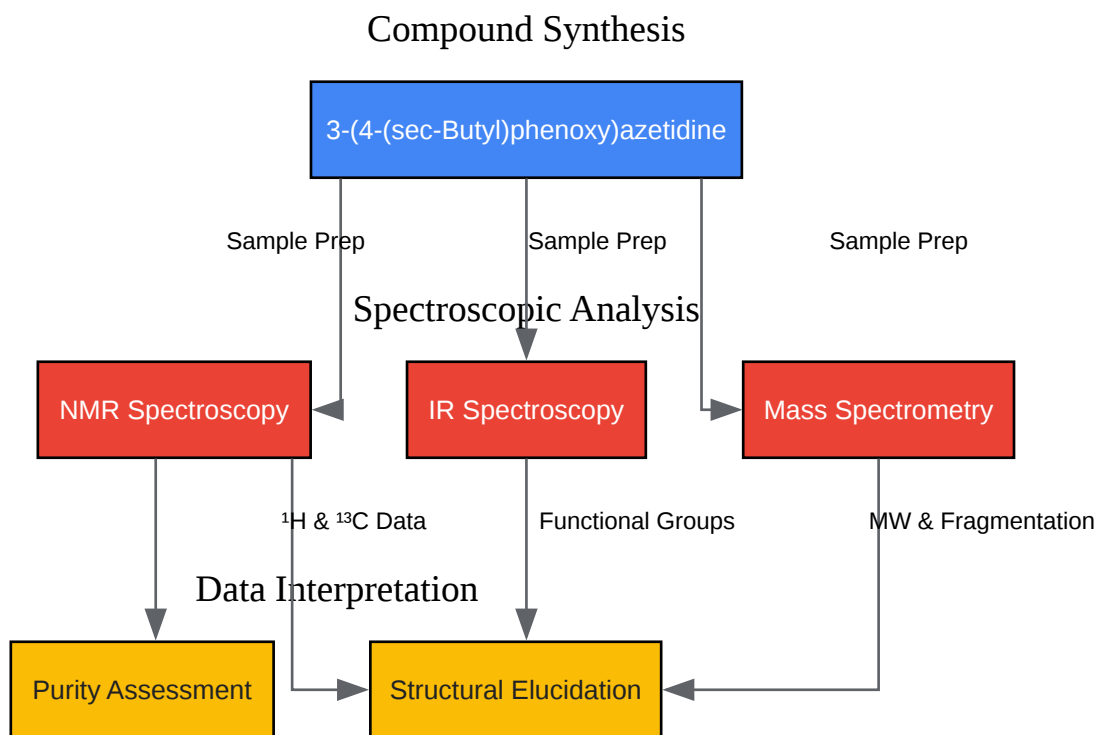 Compound Synthesis
3-(4-(sec-Butyl)phenoxy)azetidine
Sample Prep Sample Prep Sample Prep
Spectroscopic Analysis
NMR Spectroscopy IR Spectroscopy Mass Spectrometry
¹H & ¹³C Data Functional Groups MW & Fragmentation
Data Interpretation
Purity Assessment Structural Elucidation